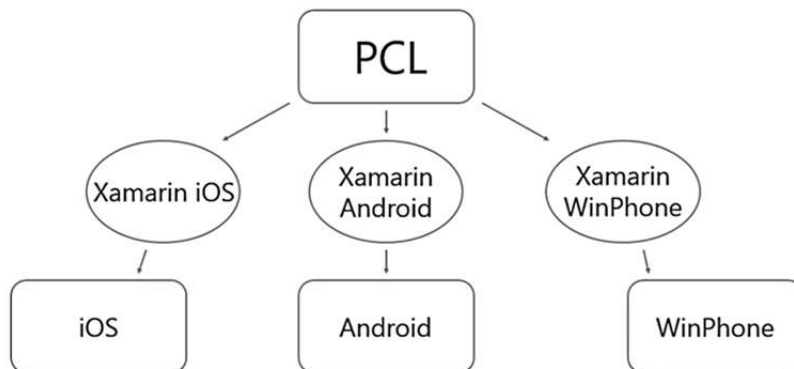 PCL
Xamarin iOS
Xamarin
Android
Xamarin
WinPhone
iOS
Android
WinPhone